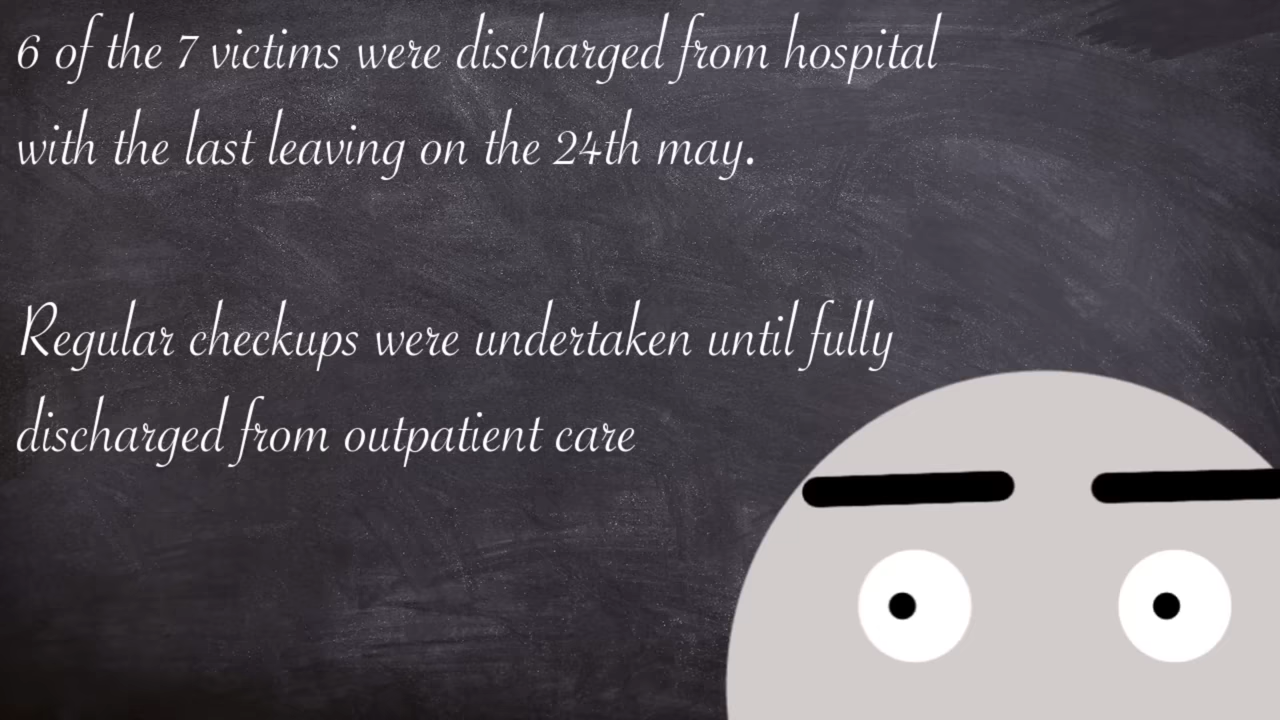 6 of the 7 victims were discharged from hospital
with the last leaving on the 24th may.
Regular checkups were undertaken until fully
discharged from outpatient care